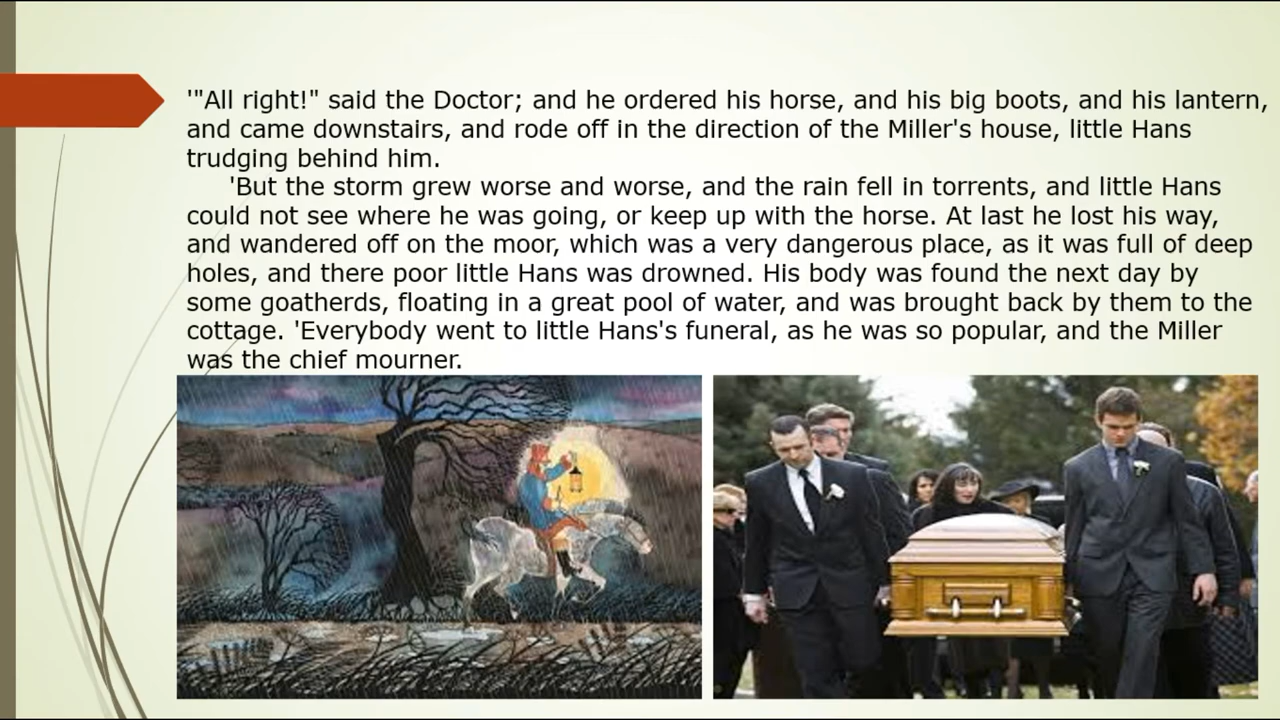 '"All right!" said the Doctor; and he ordered his horse, and his big boots, and his lantern,
and came downstairs, and rode off in the direction of the Miller's house, little Hans
trudging behind him.
'But the storm grew worse and worse, and the rain fell in torrents, and little Hans
could not see where he was going, or keep up with the horse. At last he lost his way,
and wandered off on the moor, which was a very dangerous place, as it was full of deep
holes, and there poor little Hans was drowned. His body was found the next day by
some goatherds, floating in a great pool of water, and was brought back by them to the
cottage. 'Everybody went to little Hans's funeral, as he was so popular, and the Miller
was the chief mourner.